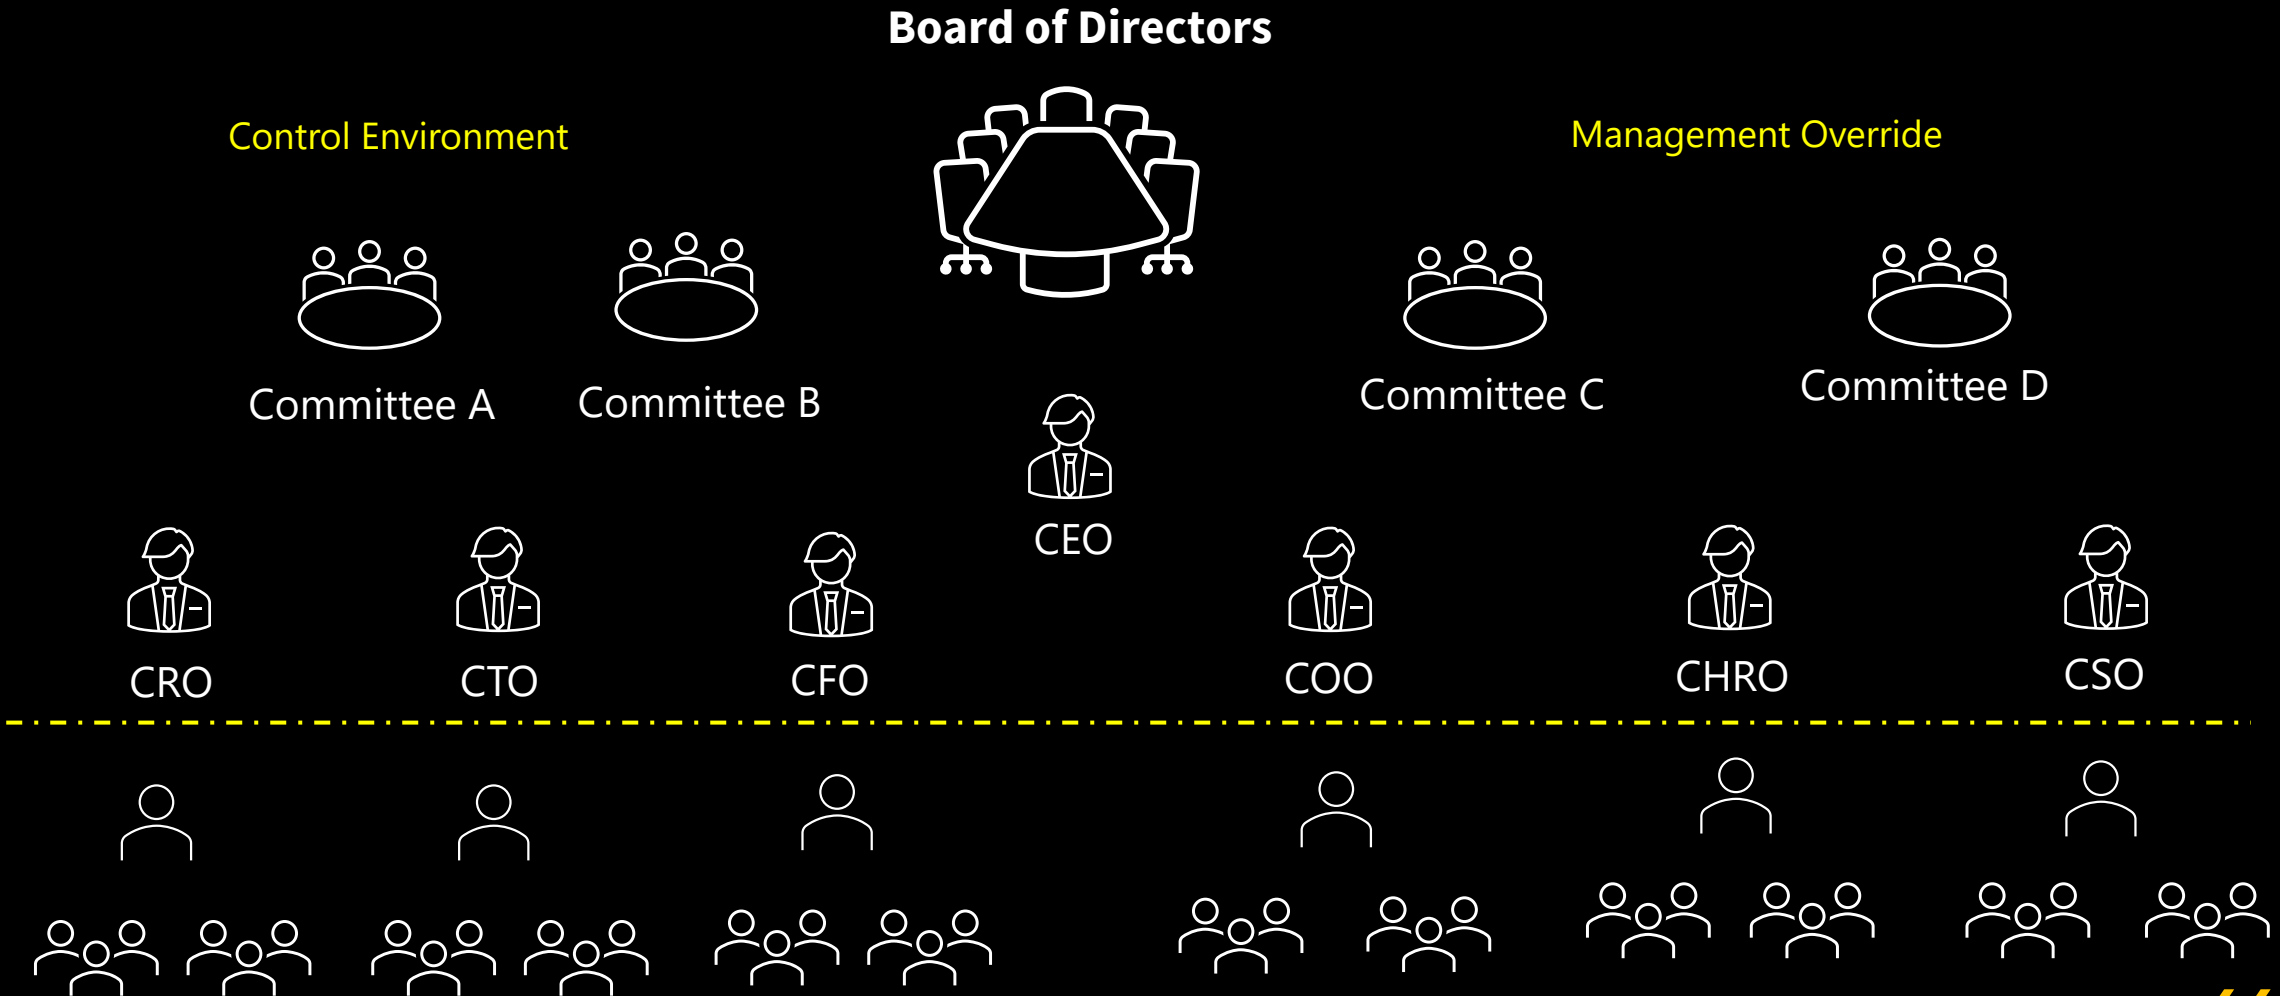 Board of Directors
Control Environment
Management Override
Committee A
Committee B
Committee C
Committee D
CEO
CRO
CTO
CFO
COO
CHRO
CSO